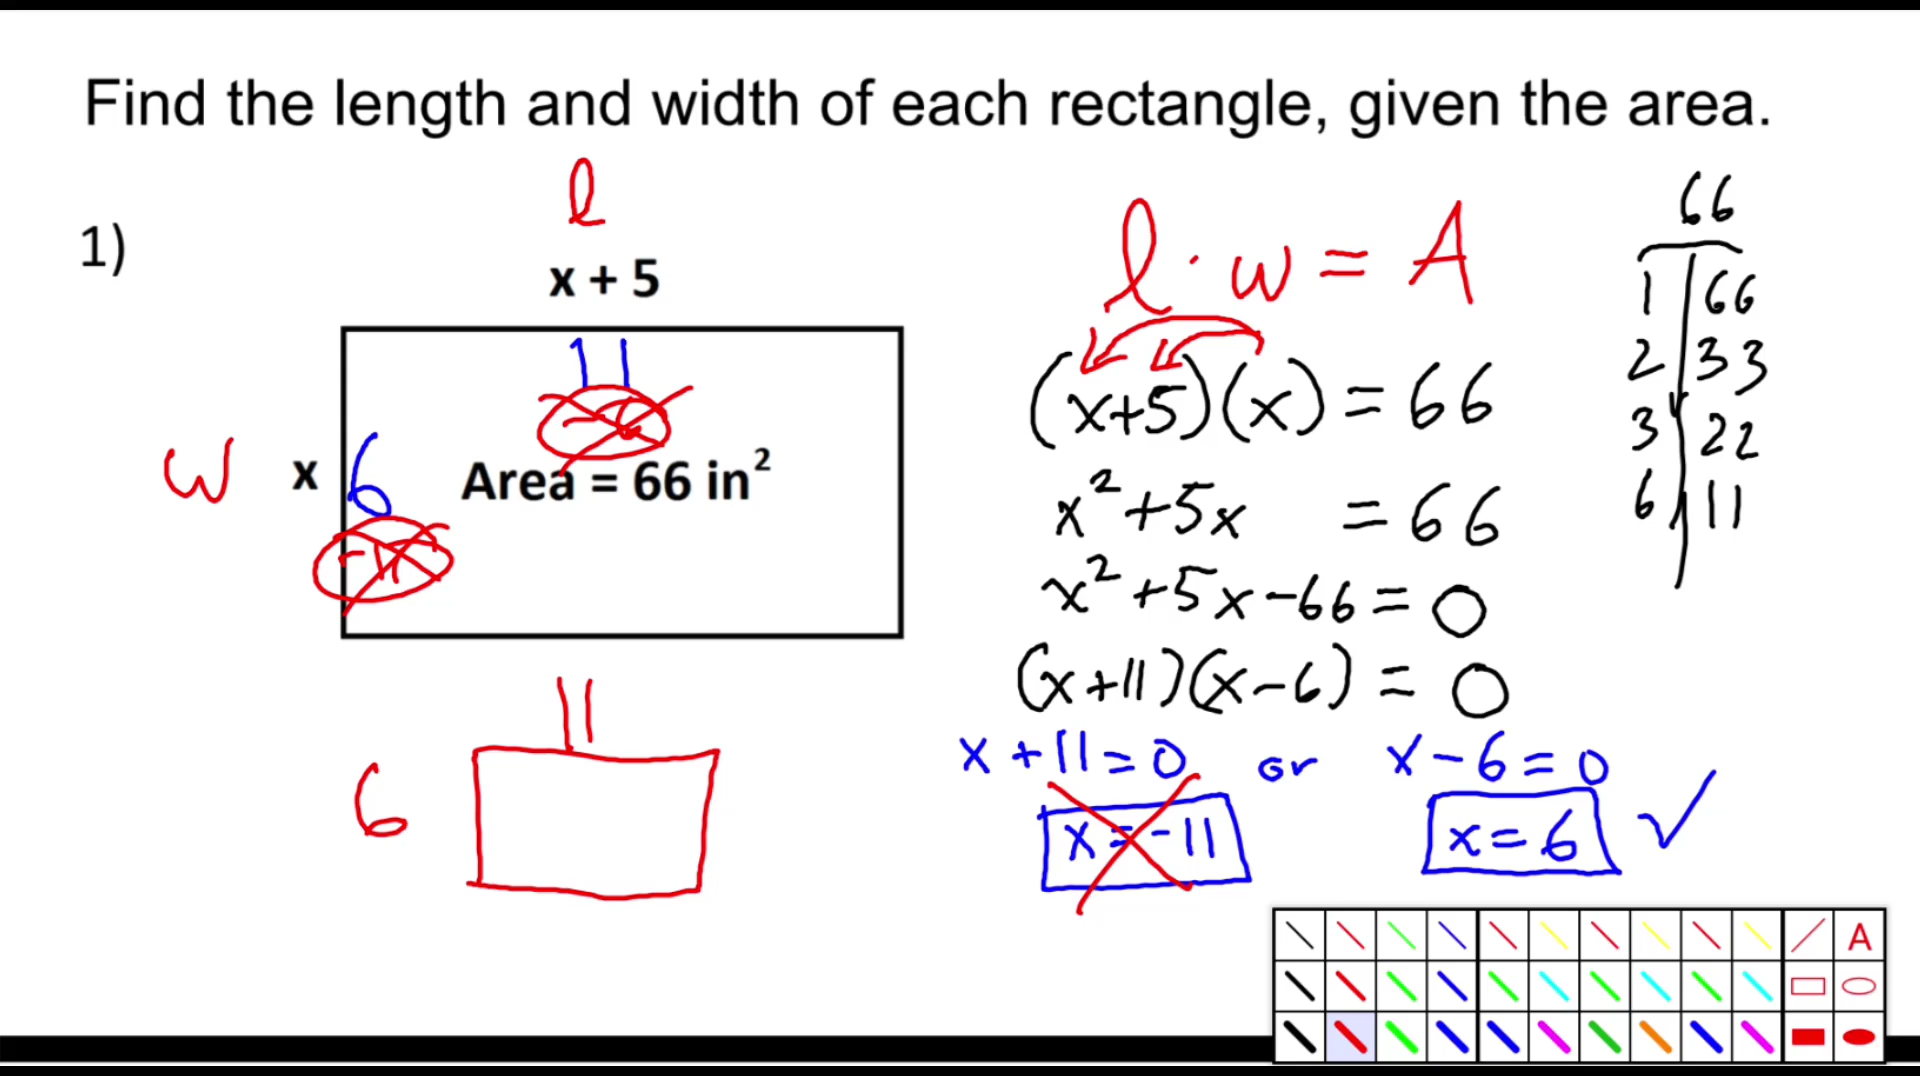 Find the length and width of each rectangle, given the area.
1)
l
x + 5
11
-6
w
x
6
Area = 66 in²
-11
11
6
l · w = A
(x+5)(x) = 66
x² +5x = 66
x² +5x -66 = 0
(x+11)(x-6) = 0
x +11 = 0 or x - 6 = 0
x = -11
x = 6 ✓
66
1 66
2 33
3 22
6 11
A